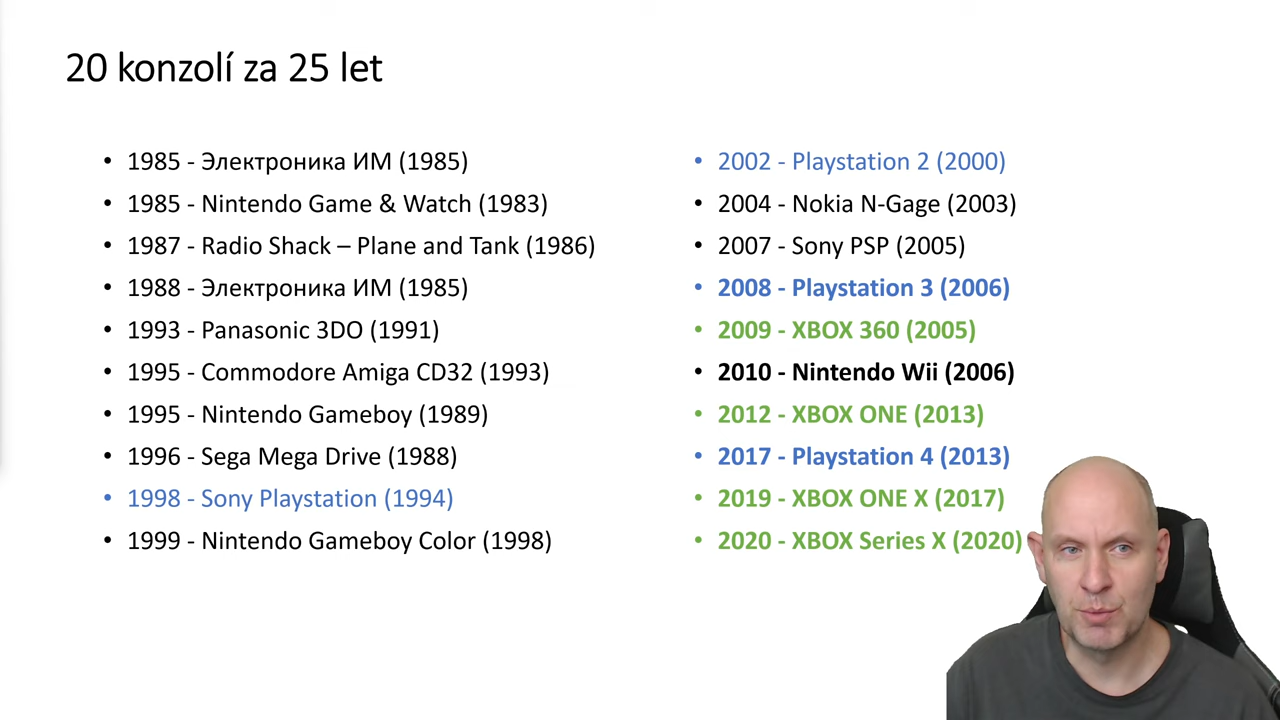 20 konzolí za 25 let
• 1985 - Электроника ИМ (1985)
• 1985 - Nintendo Game & Watch (1983)
• 1987 - Radio Shack – Plane and Tank (1986)
• 1988 - Электроника ИМ (1985)
• 1993 - Panasonic 3DO (1991)
• 1995 - Commodore Amiga CD32 (1993)
• 1995 - Nintendo Gameboy (1989)
• 1996 - Sega Mega Drive (1988)
• 1998 - Sony Playstation (1994)
• 1999 - Nintendo Gameboy Color (1998)
• 2002 - Playstation 2 (2000)
• 2004 - Nokia N-Gage (2003)
• 2007 - Sony PSP (2005)
• 2008 - Playstation 3 (2006)
• 2009 - XBOX 360 (2005)
• 2010 - Nintendo Wii (2006)
• 2012 - XBOX ONE (2013)
• 2017 - Playstation 4 (2013)
• 2019 - XBOX ONE X (2017)
• 2020 - XBOX Series X (2020)